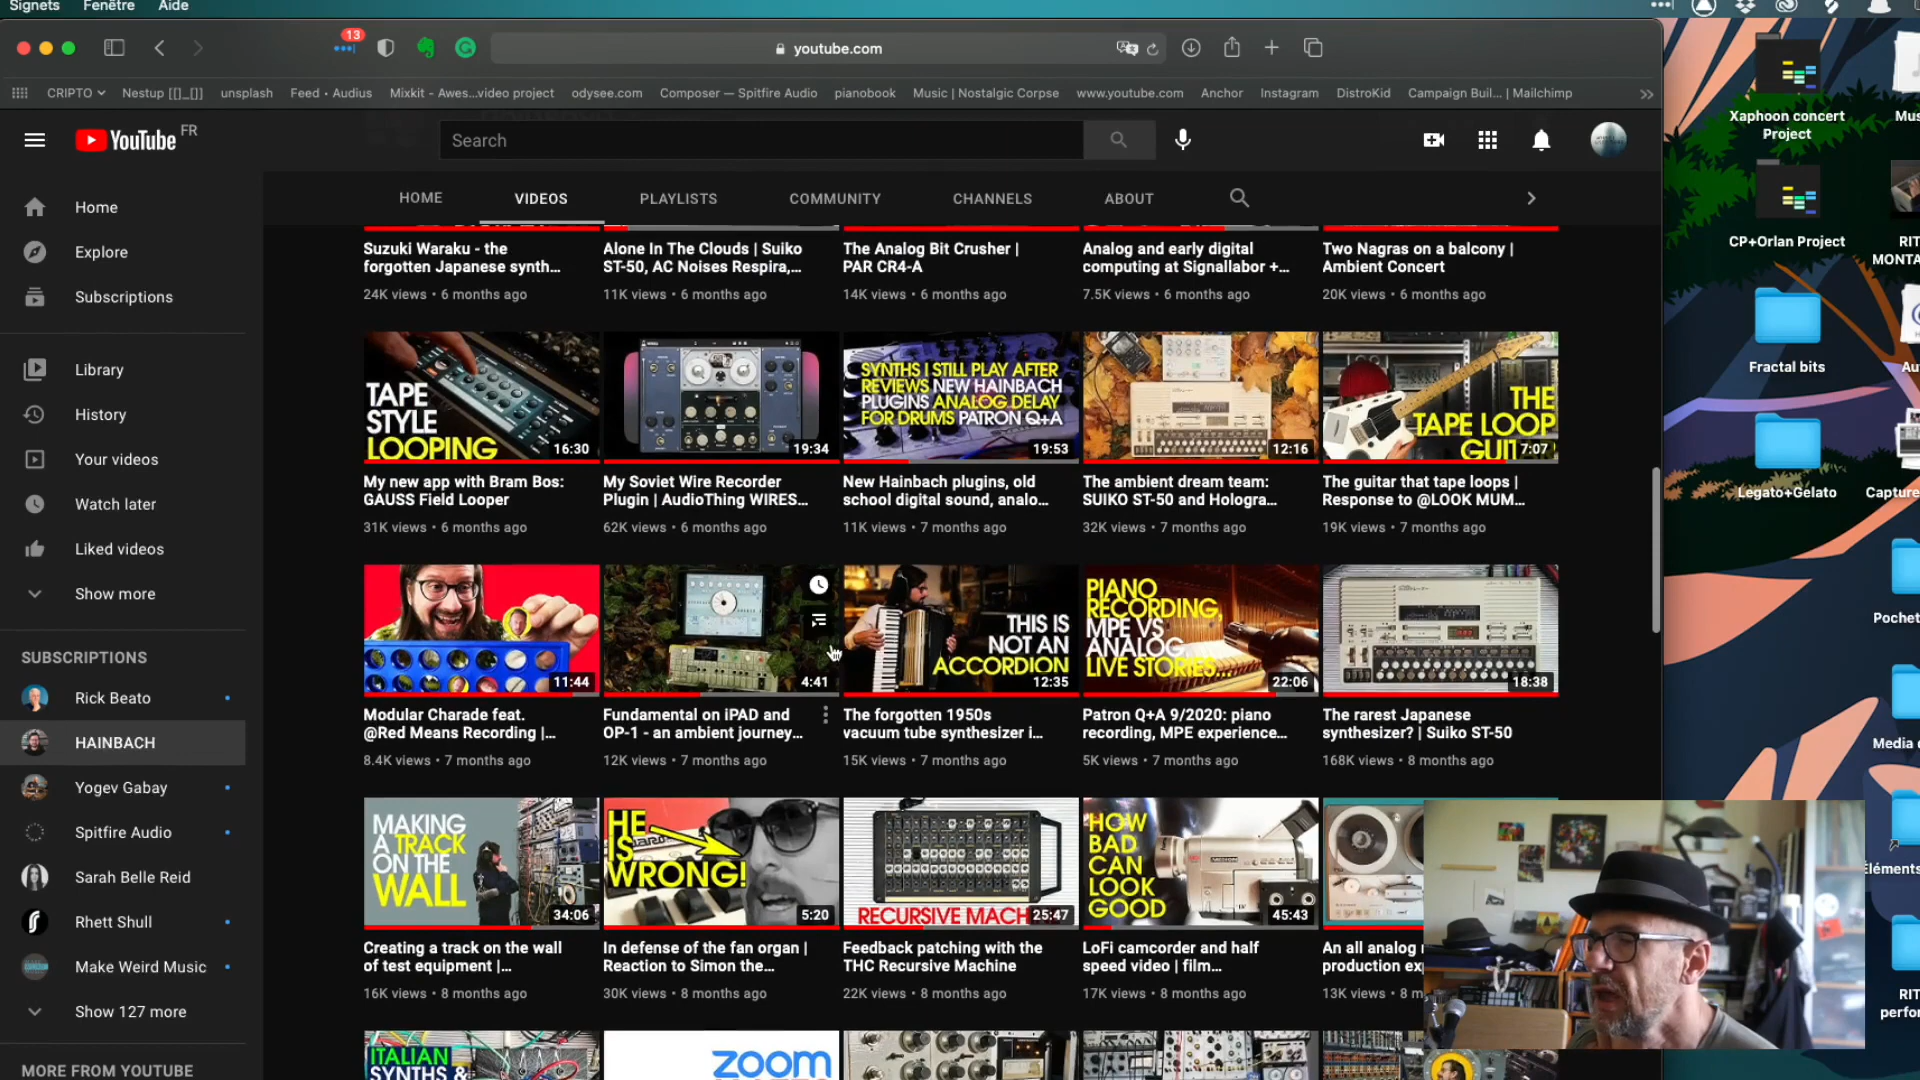 Signets Fenêtre Aide
13
youtube.com
CRIPTO Nestup [[]_[]] unsplash Feed • Audius Mixkit - Awes...video project odysee.com Composer — Spitfire Audio pianobook Music | Nostalgic Corpse www.youtube.com Anchor Instagram DistroKid Campaign Buil... | Mailchimp
YouTube FR
Search
HOME VIDEOS PLAYLISTS COMMUNITY CHANNELS ABOUT
Home
Explore
Subscriptions
Library
History
Your videos
Watch later
Liked videos
Show more
SUBSCRIPTIONS
Rick Beato
HAINBACH
Yogev Gabay
Spitfire Audio
Sarah Belle Reid
Rhett Shull
Make Weird Music
Show 127 more
MORE FROM YOUTUBE
Suzuki Waraku - the
forgotten Japanese synth...
24K views • 6 months ago
Alone In The Clouds | Suiko
ST-50, AC Noises Respira,...
11K views • 6 months ago
The Analog Bit Crusher |
PAR CR4-A
14K views • 6 months ago
Analog and early digital
computing at Signallabor +...
7.5K views • 6 months ago
Two Nagras on a balcony |
Ambient Concert
20K views • 6 months ago
TAPE
STYLE
LOOPING
16:30
My new app with Bram Bos:
GAUSS Field Looper
31K views • 6 months ago
19:34
My Soviet Wire Recorder
Plugin | AudioThing WIRES...
62K views • 6 months ago
SYNTHS I STILL PLAY AFTER
REVIEWS NEW HAINBACH
PLUGINS ANALOG DELAY
FOR DRUMS PATRON Q+A
19:53
New Hainbach plugins, old
school digital sound, analo...
11K views • 7 months ago
12:16
The ambient dream team:
SUIKO ST-50 and Hologra...
32K views • 7 months ago
THE
TAPE LOOP
GUIT
7:07
The guitar that tape loops |
Response to @LOOK MUM...
19K views • 7 months ago
11:44
Modular Charade feat.
@Red Means Recording |...
8.4K views • 7 months ago
4:41
Fundamental on iPAD and
OP-1 - an ambient journey...
12K views • 7 months ago
THIS IS
NOT AN
ACCORDION
12:35
The forgotten 1950s
vacuum tube synthesizer i...
15K views • 7 months ago
PIANO
RECORDING,
MPE VS
ANALOG,
LIVE STORIES...
22:06
Patron Q+A 9/2020: piano
recording, MPE experience...
5K views • 7 months ago
18:38
The rarest Japanese
synthesizer? | Suiko ST-50
168K views • 8 months ago
MAKING
A TRACK
ON THE
WALL
34:06
Creating a track on the wall
of test equipment |...
16K views • 8 months ago
HE
IS
WRONG!
5:20
In defense of the fan organ |
Reaction to Simon the...
30K views • 8 months ago
RECURSIVE MACH
25:47
Feedback patching with the
THC Recursive Machine
22K views • 8 months ago
HOW
BAD
CAN
LOOK
GOOD
45:43
LoFi camcorder and half
speed video | film...
17K views • 8 months ago
An all analog
production ex
13K views • 8 m
ITALIAN
SYNTHS &
zoom
Xaphoon concert
Project
Mus
CP+Orlan Project
RIT
MONTA
Fractal bits
Au
Legato+Gelato
Capture
Pochet
Media
Éléments
RIT
perfor